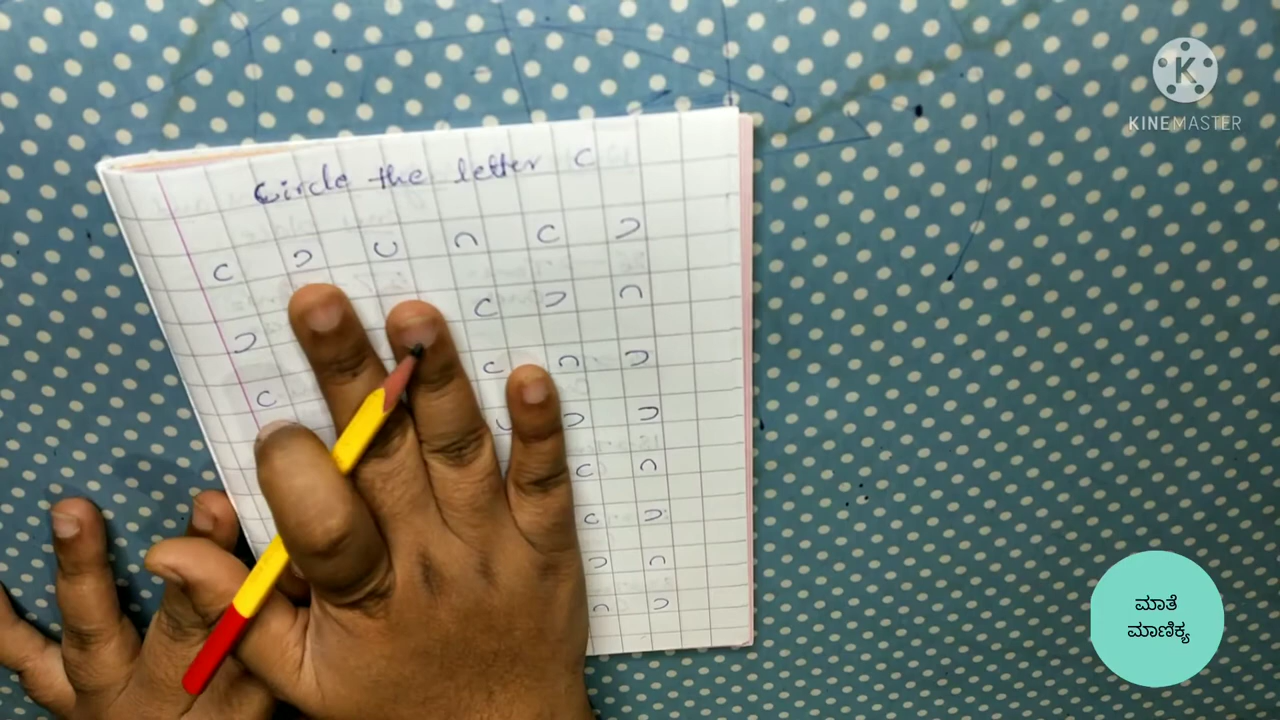 Circle the letter C
C Ɔ U ∩ C Ɔ
Ɔ C Ɔ ∩
C C ∩ Ɔ
U Ɔ Ɔ
C ∩
C Ɔ
Ɔ ∩
∩ Ɔ
K
KINEMASTER
ಮಾತೆ
ಮಾಣಿಕ್ಯ